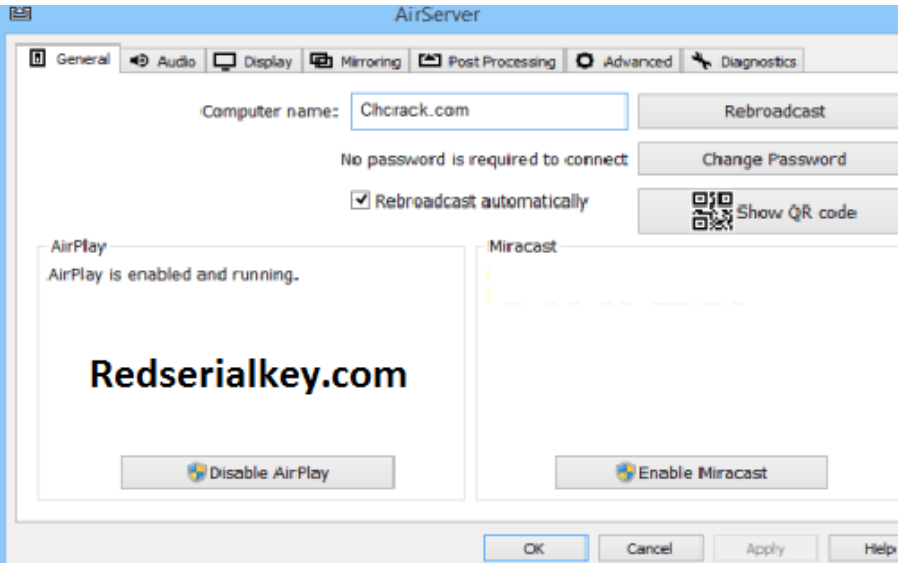 AirServer
General Audio Display Mirroring Post Processing Advanced Diagnostics
Computer name: Clhcrack.com Rebroadcast
No password is required to connect Change Password
Rebroadcast automatically Show QR code
AirPlay Miracast
AirPlay is enabled and running.
Redserialkey.com
Disable AirPlay Enable Miracast
OK Cancel Apply Help